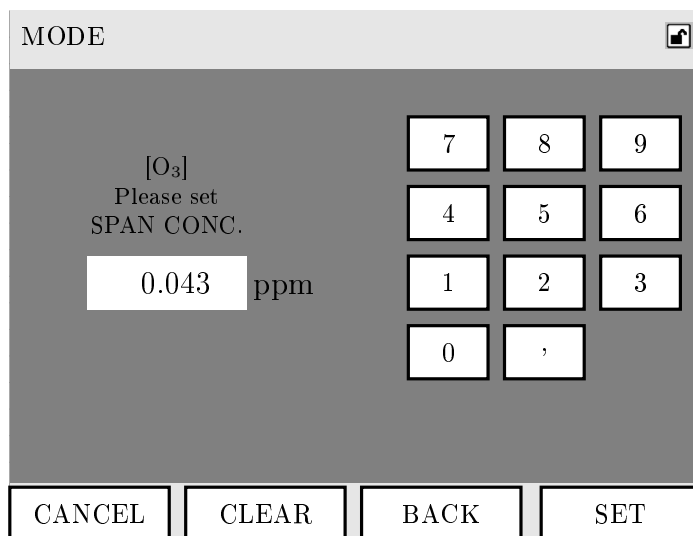 MODE
[O₃]
Please set
SPAN CONC.
0.043 ppm
7 8 9
4 5 6
1 2 3
0 ,
CANCEL CLEAR BACK SET